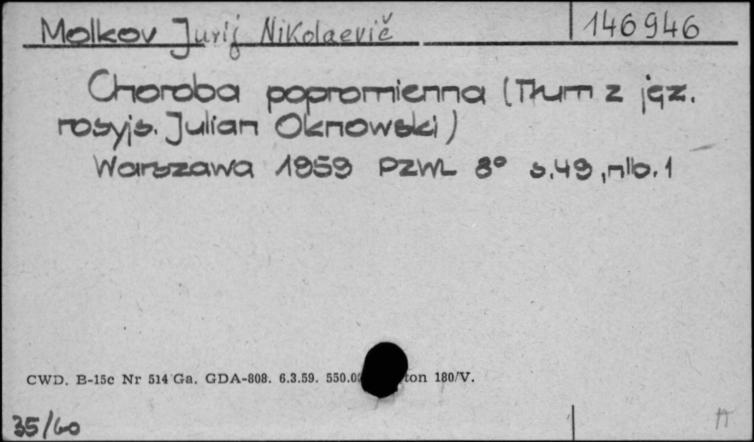 Molkov Jurij Nikolaevič 146946
Choroba popromienna (Tłum z jęz.
rosyjs. Julian Oknowski)
Warszawa 1959 PZWL 8° s.49, nlb.1
CWD. B-15c Nr 514 Ga. GDA-808. 6.3.59. 550.0 ton 180/V.
35/60